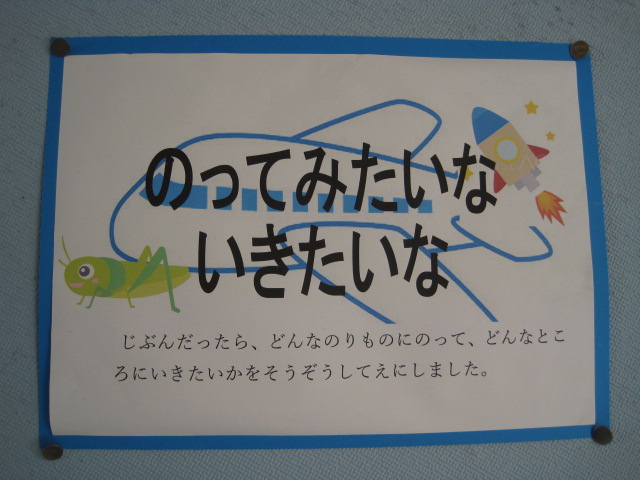 のってみたいな
いきたいな
じぶんだったら、どんなのりものにのって、どんなとこ
ろにいきたいかをそうぞうしてえにしました。